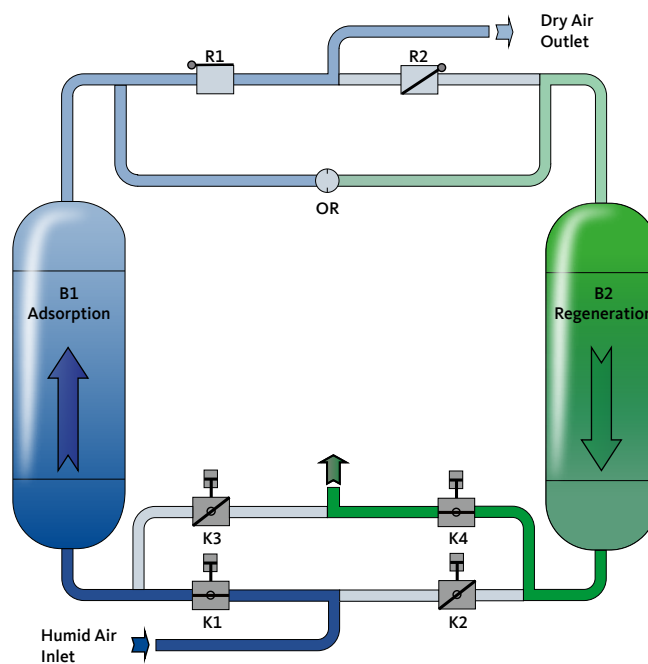 Dry Air
Outlet
R1
R2
OR
B1
Adsorption
B2
Regeneration
K3
K4
K1
K2
Humid Air
Inlet